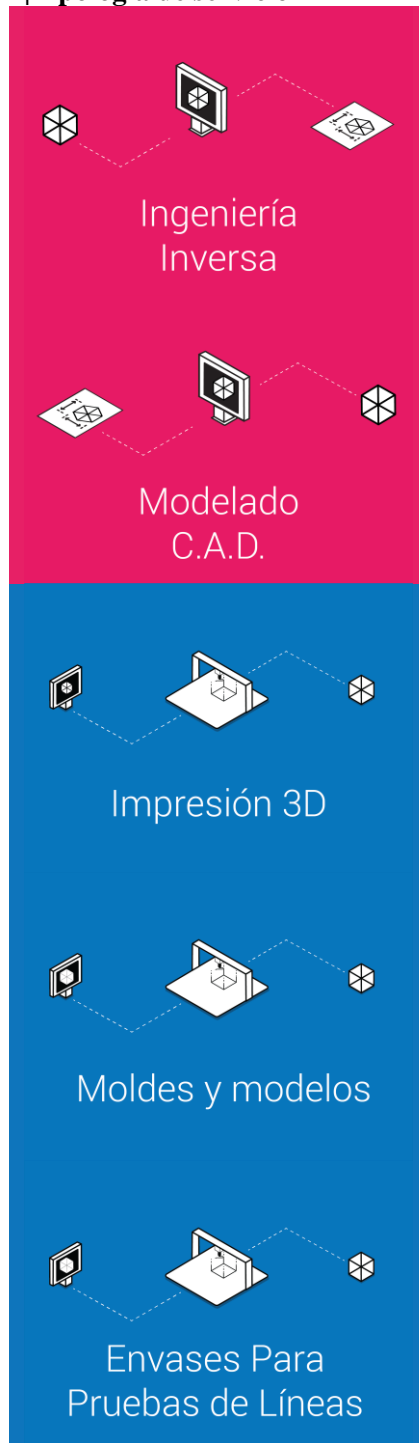 Ingeniería
Inversa
Modelado
C.A.D.
Impresión 3D
Moldes y modelos
Envases Para
Pruebas de Líneas